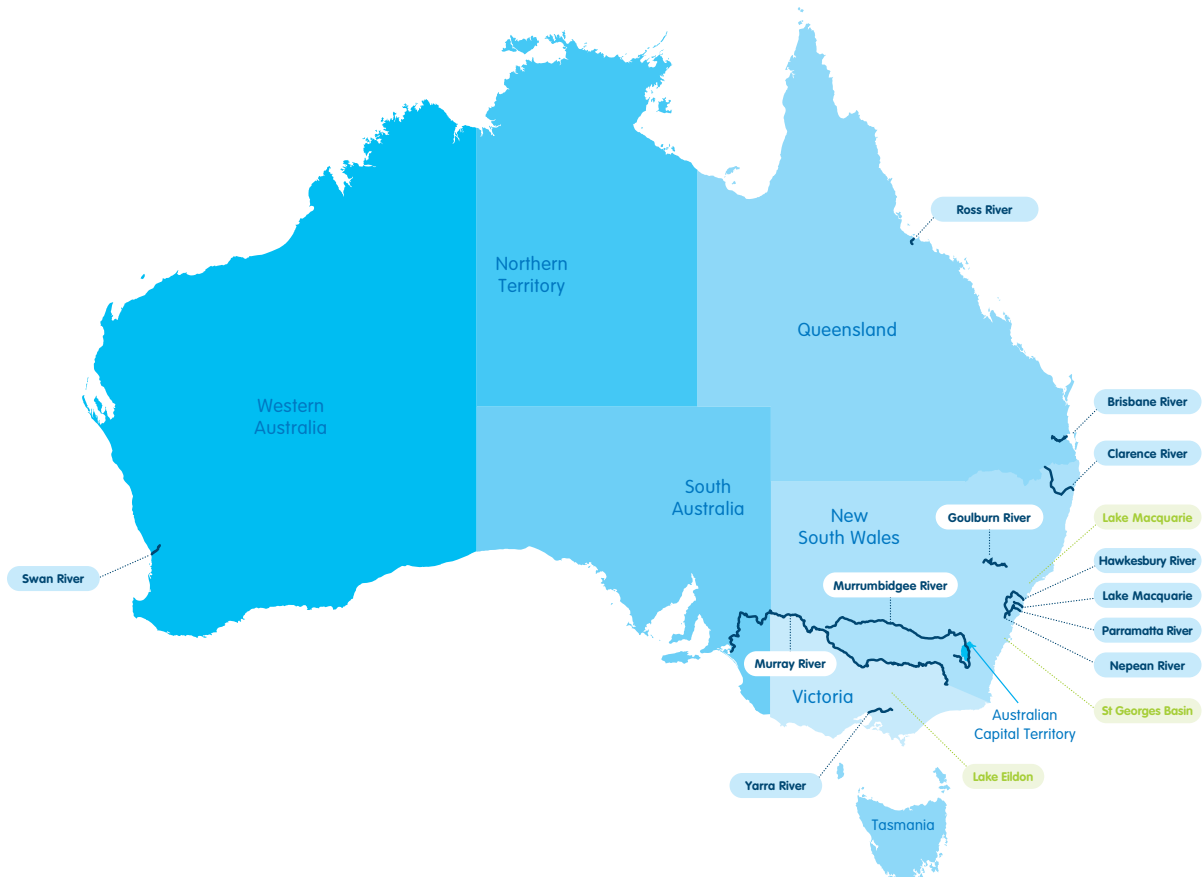 Ross River
Northern
Territory
Queensland
Western
Australia
Brisbane River
Clarence River
South
Australia
New
South Wales
Goulburn River
Lake Macquarie
Swan River
Hawkesbury River
Murrumbidgee River
Lake Macquarie
Parramatta River
Murray River
Nepean River
Victoria
St Georges Basin
Australian
Capital Territory
Yarra River
Lake Eildon
Tasmania